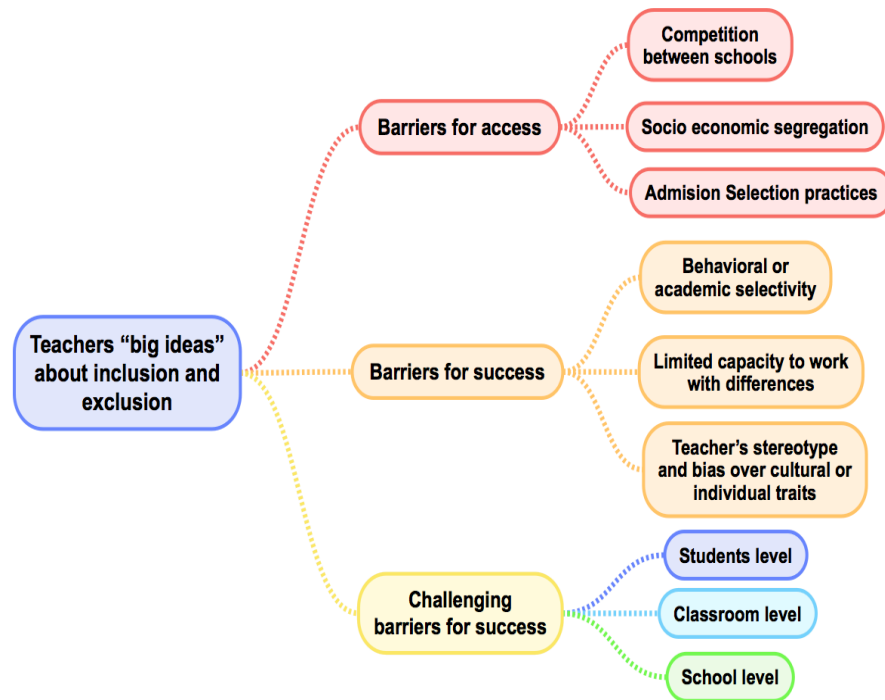 Competition
between schools
Barriers for access
Socio economic segregation
Admision Selection practices
Behavioral or
academic selectivity
Teachers “big ideas”
about inclusion and
exclusion
Barriers for success
Limited capacity to work
with differences
Teacher’s stereotype
and bias over cultural or
individual traits
Students level
Challenging
barriers for success
Classroom level
School level